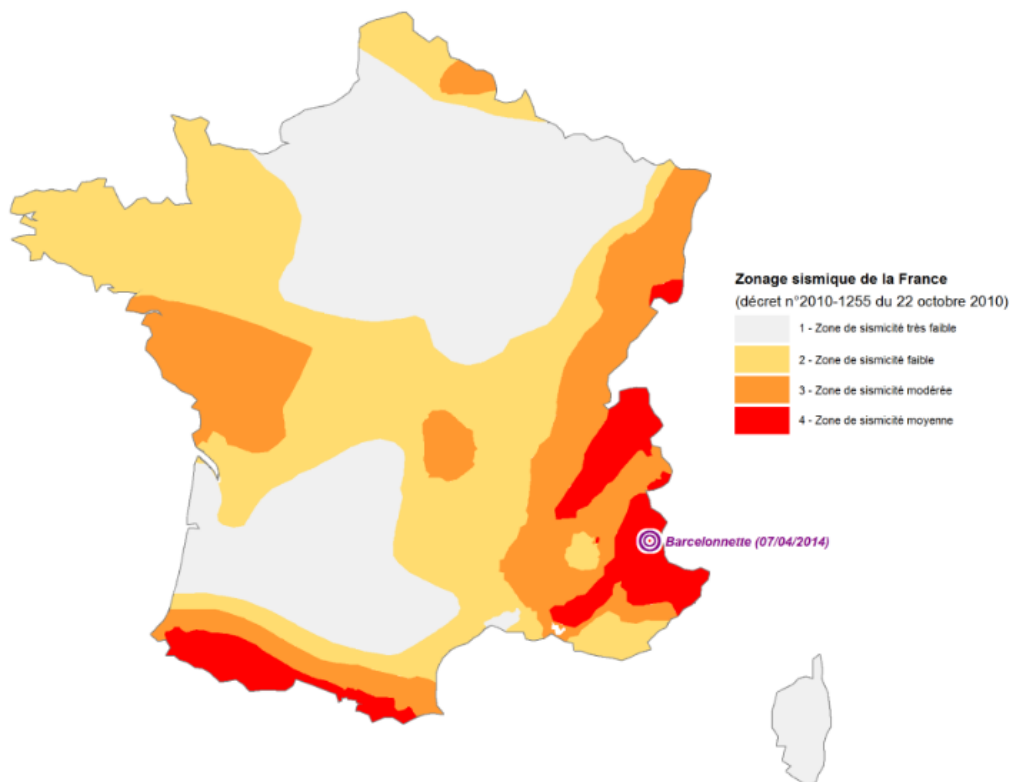 Zonage sismique de la France
(décret n°2010-1255 du 22 octobre 2010)
1 - Zone de sismicité très faible
2 - Zone de sismicité faible
3 - Zone de sismicité modérée
4 - Zone de sismicité moyenne
Barcelonnette (07/04/2014)